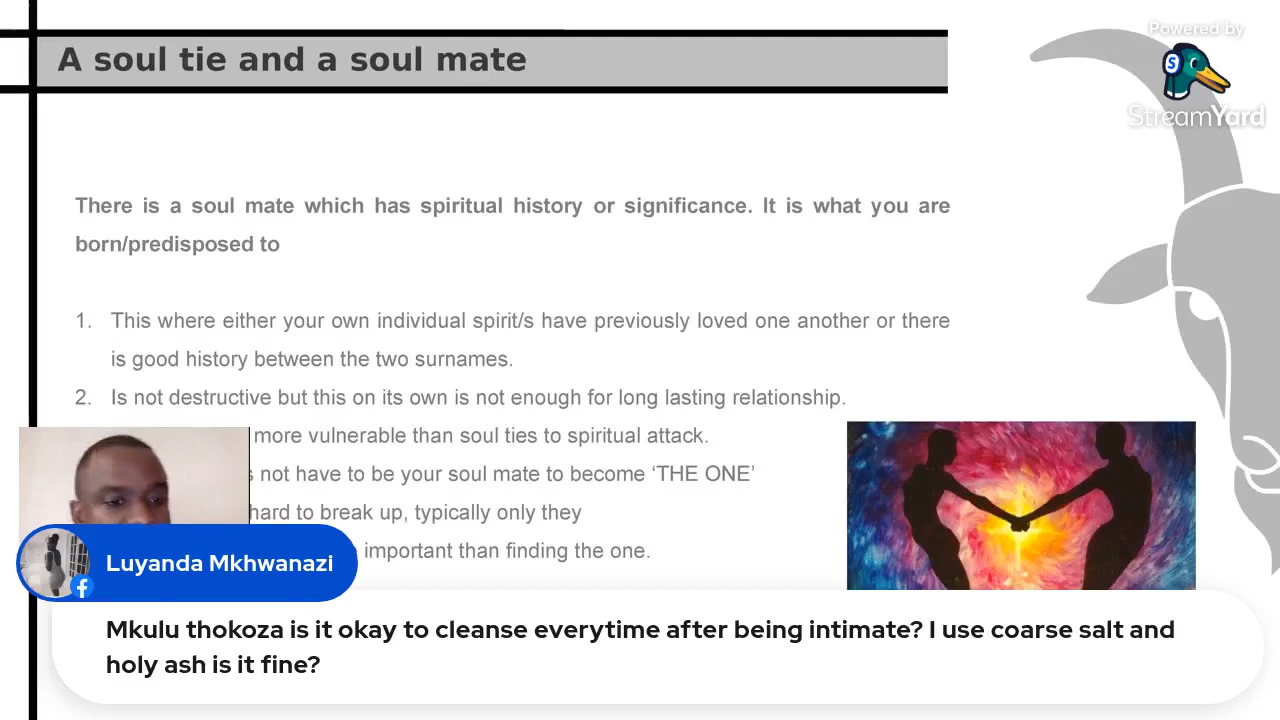 A soul tie and a soul mate
Powered by
StreamYard
There is a soul mate which has spiritual history or significance. It is what you are
born/predisposed to
1. This where either your own individual spirit/s have previously loved one another or there
is good history between the two surnames.
2. Is not destructive but this on its own is not enough for long lasting relationship.
more vulnerable than soul ties to spiritual attack.
not have to be your soul mate to become ‘THE ONE’
hard to break up, typically only they
important than finding the one.
Luyanda Mkhwanazi
Mkulu thokoza is it okay to cleanse everytime after being intimate? I use coarse salt and
holy ash is it fine?